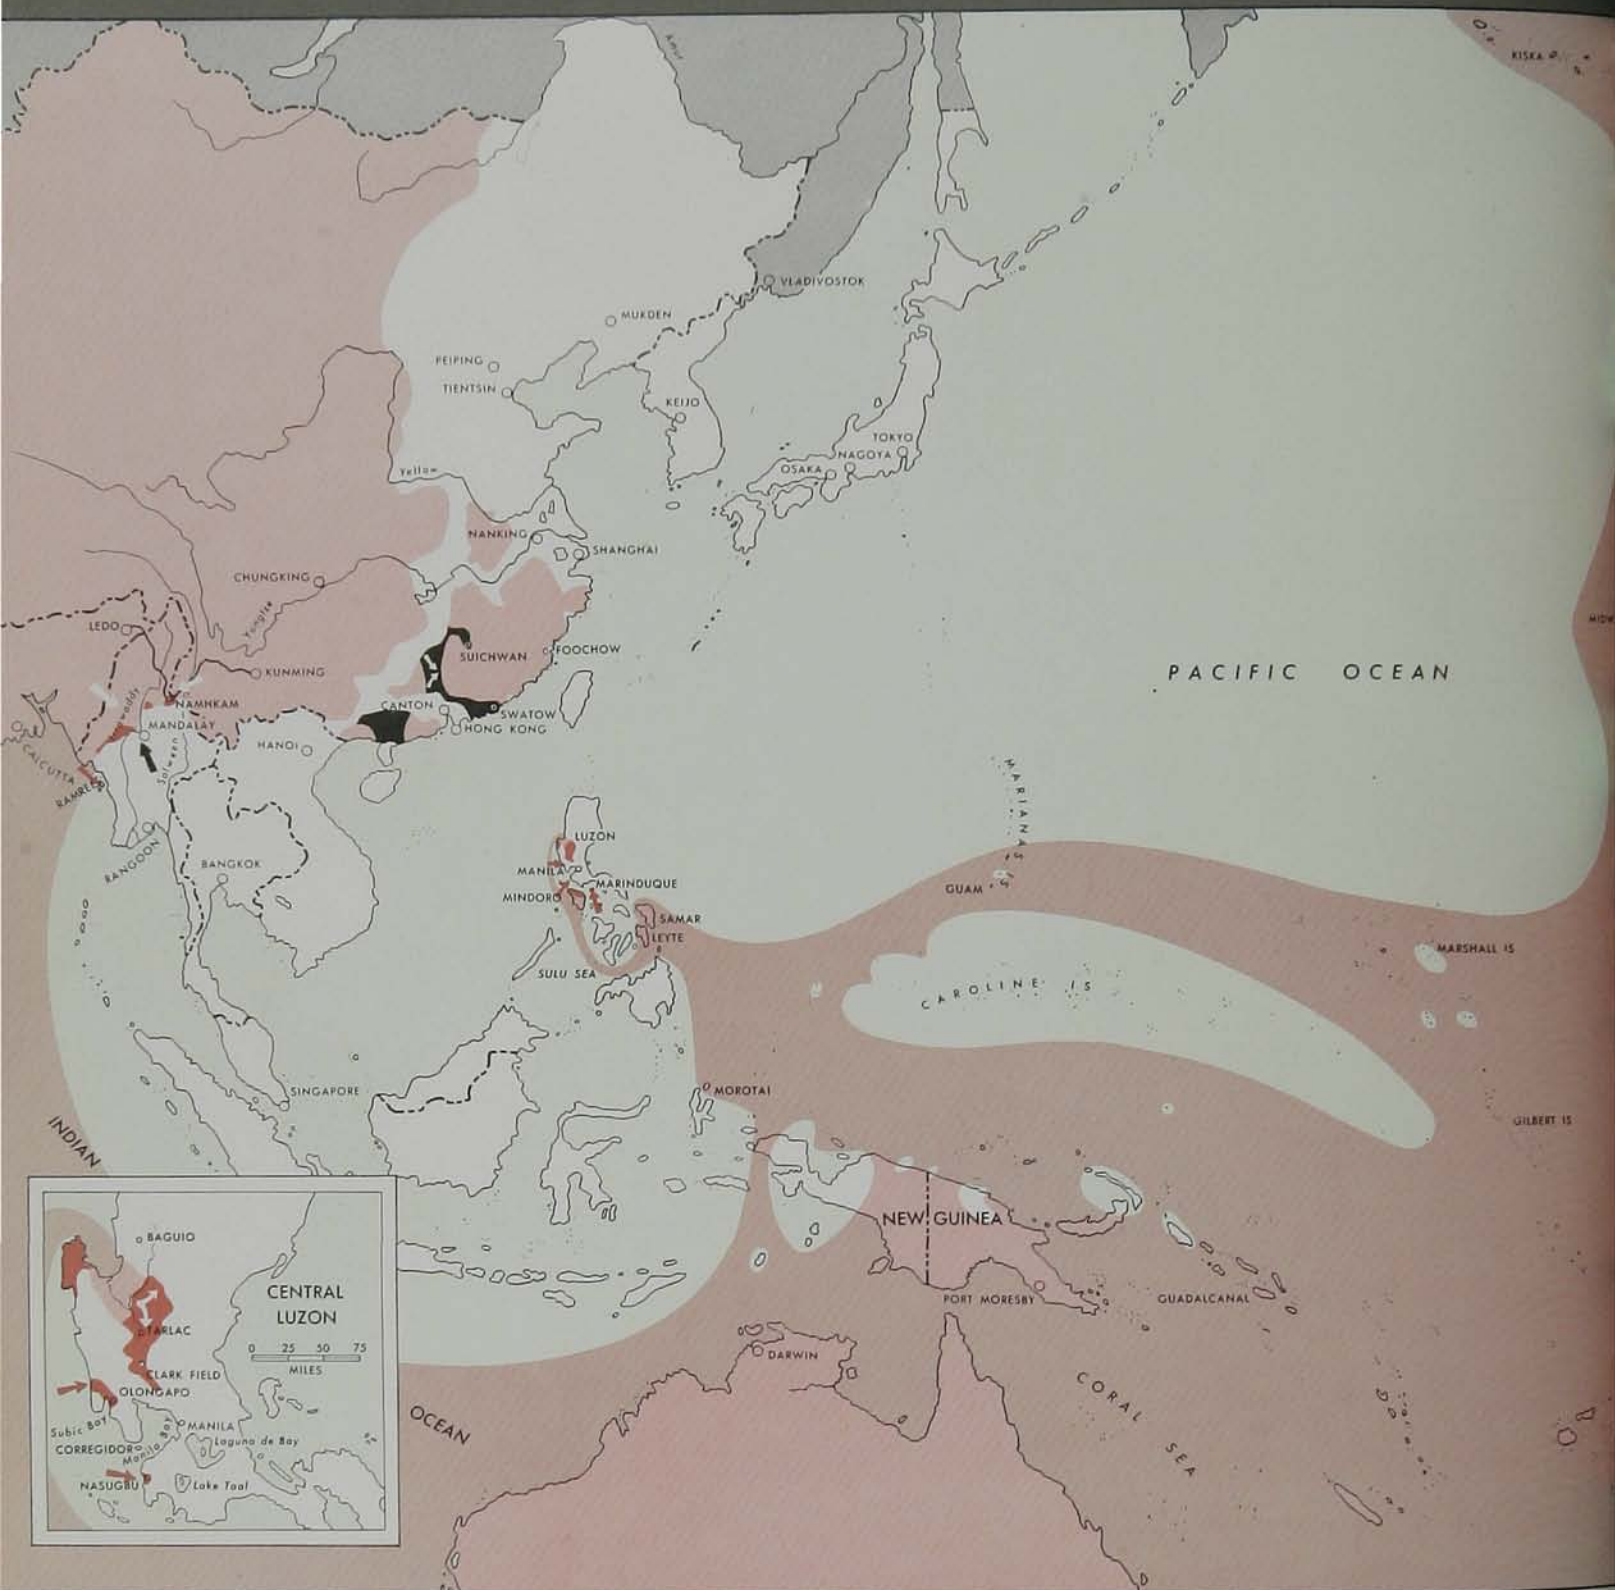 Amur
KISKA
VLADIVOSTOK
MUKDEN
PEIPING
TIENTSIN
KEIJO
TOKYO
NAGOYA
OSAKA
Yellow
NANKING
SHANGHAI
CHUNGKING
Yangtze
LEDO
MIDW
SUICHWAN
FOOCHOW
KUNMING
PACIFIC OCEAN
NAMHKAM
CANTON
SWATOW
MANDALAY
HONG KONG
HANOI
Salween
CALCUTTA
RAMREE
MARIANAS IS
RANGOON
LUZON
BANGKOK
MANILA
MARINDUQUE
GUAM
MINDORO
SAMAR
LEYTE
MARSHALL IS
SULU SEA
CAROLINE IS
SINGAPORE
MOROTAI
GILBERT IS
INDIAN
NEW GUINEA
PORT MORESBY
GUADALCANAL
DARWIN
CORAL SEA
OCEAN
BAGUIO
CENTRAL
LUZON
TARLAC
0 25 50 75
MILES
CLARK FIELD
OLONGAPO
Subic Bay
MANILA
CORREGIDOR
Manila Bay
Laguna de Bay
NASUGBU
Lake Taal